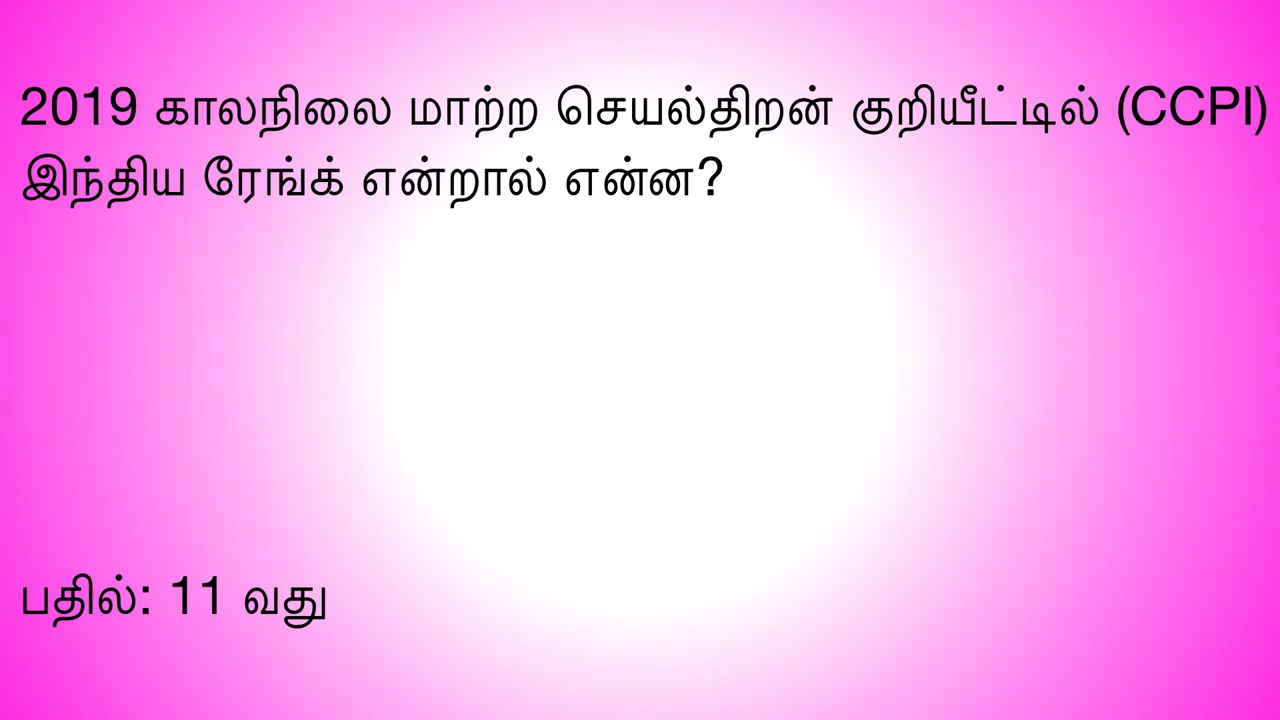 2019 காலநிலை மாற்ற செயல்திறன் குறியீட்டில் (CCPI)
இந்திய ரேங்க் என்றால் என்ன?
பதில்: 11 வது